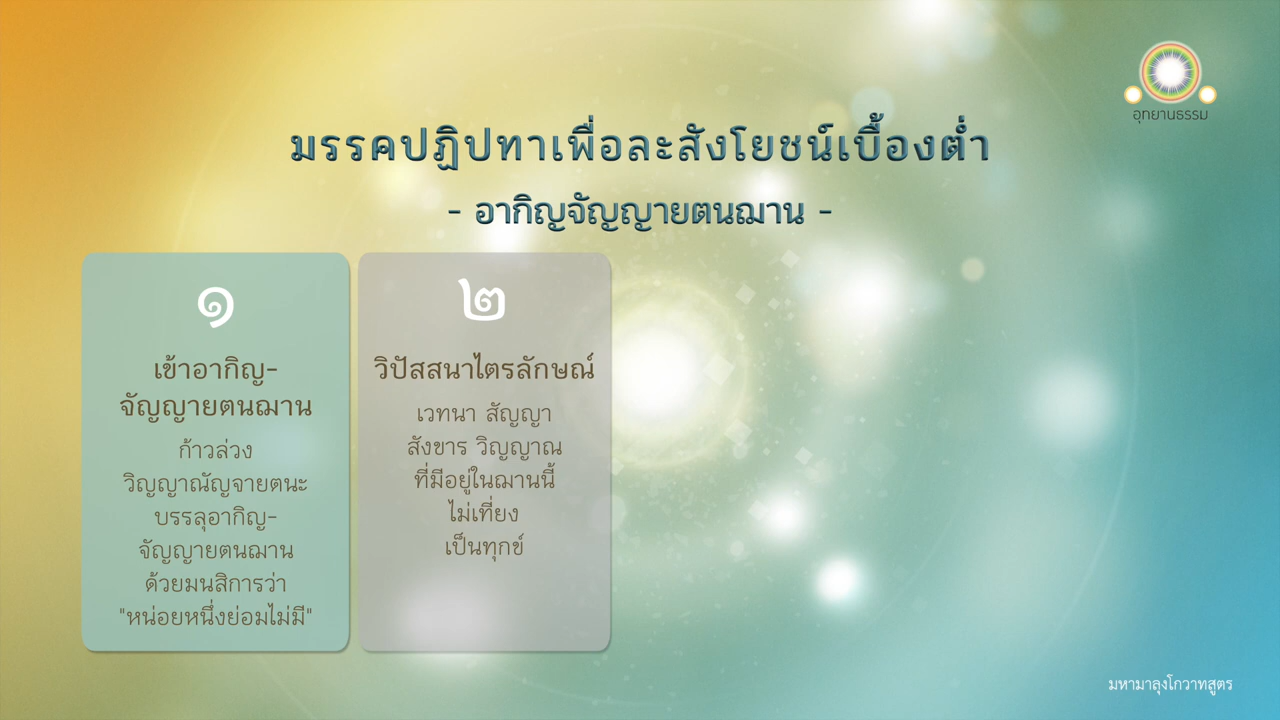 อุทยานธรรม
มรรคปฏิปทาเพื่อละสังโยชน์เบื้องต่ำ
- อากิญจัญญายตนฌาน -
๑
เข้าอากิญ-
จัญญายตนฌาน
ก้าวล่วง
วิญญาณัญจายตนะ
บรรลุอากิญ-
จัญญายตนฌาน
ด้วยมนสิการว่า
"หน่อยหนึ่งย่อมไม่มี"
๒
วิปัสสนาไตรลักษณ์
เวทนา สัญญา
สังขาร วิญญาณ
ที่มีอยู่ในฌานนี้
ไม่เที่ยง
เป็นทุกข์
มหามาลุงโกวาทสูตร